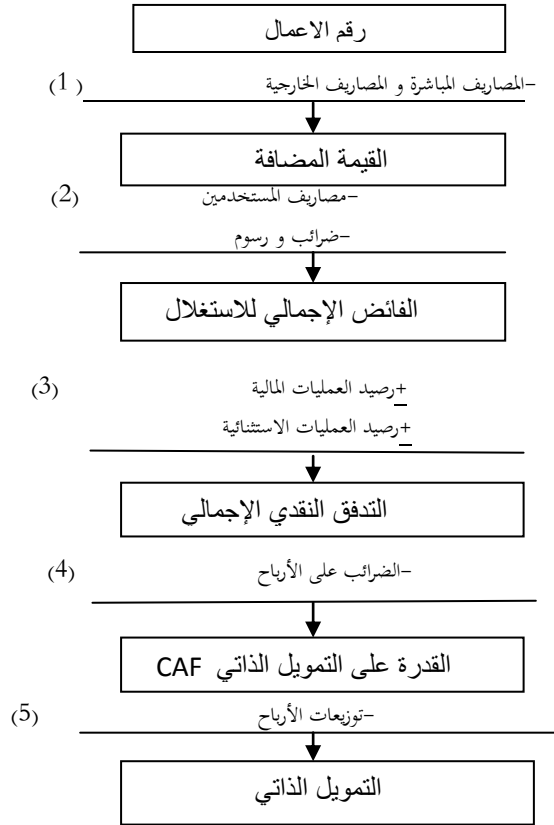 رقم الاعمال
(1) -المصاريف المباشرة و المصاريف الخارجية
القيمة المضافة
(2) -مصاريف المستخدمين
-ضرائب و رسوم
الفائض الإجمالي للاستغلال
(3) +رصيد العمليات المالية
+رصيد العمليات الاستثنائية
التدفق النقدي الإجمالي
(4) -الضرائب على الأرباح
القدرة على التمويل الذاتي CAF
(5) -توزيعات الأرباح
التمويل الذاتي